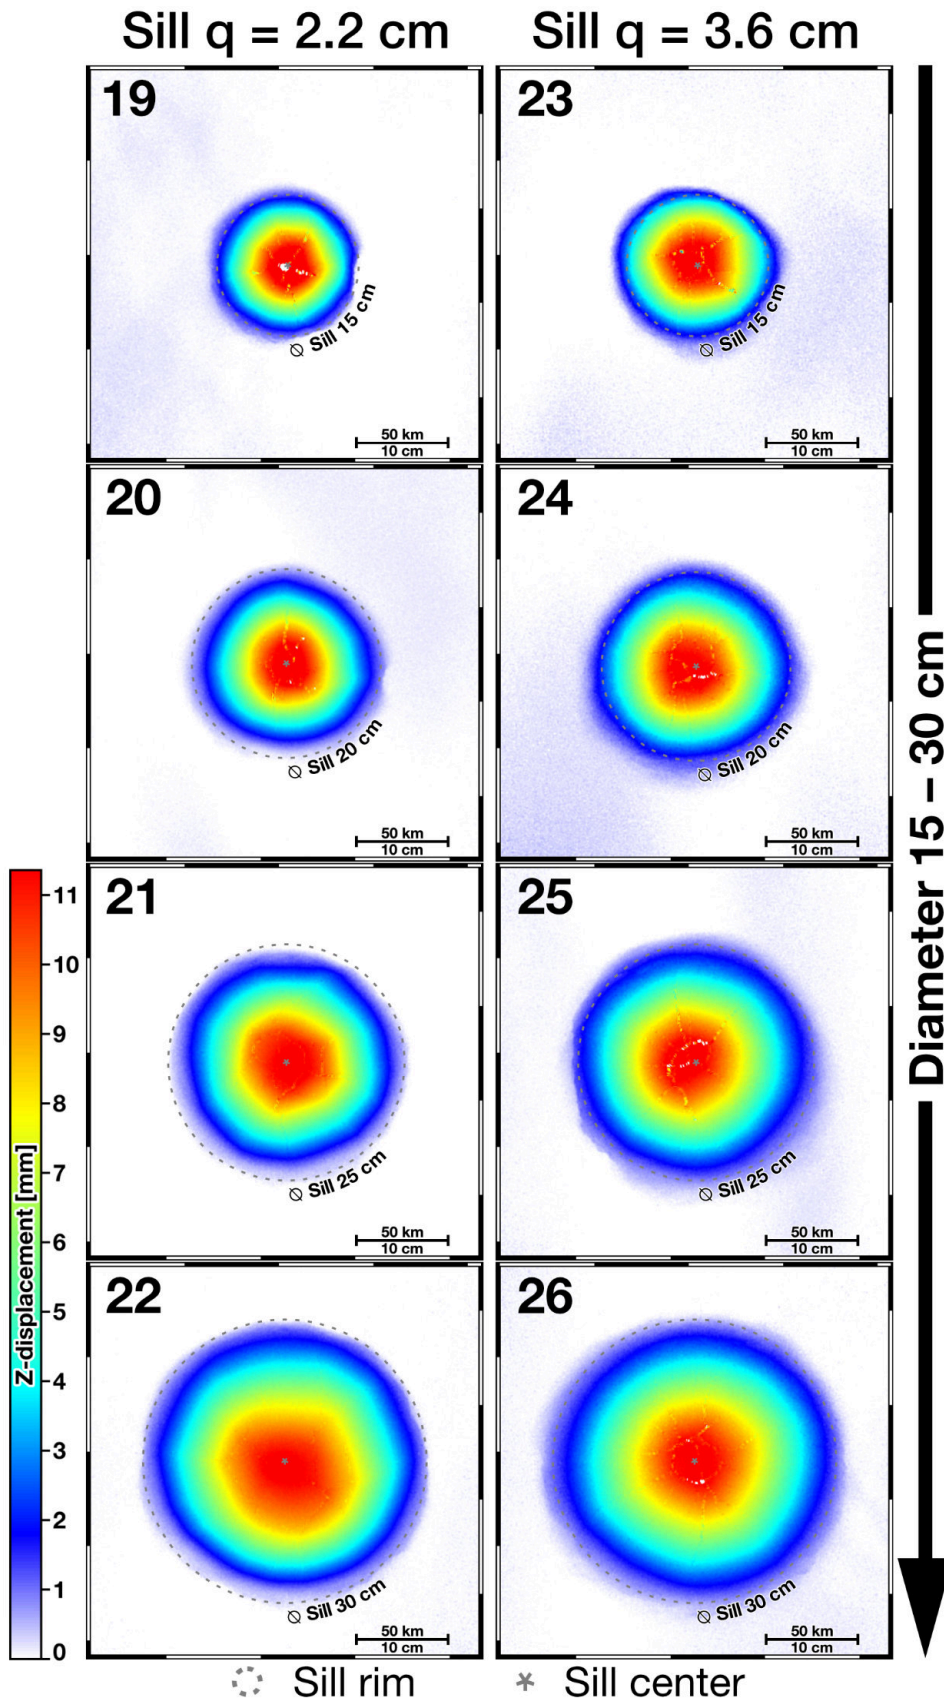 Sill q = 2.2 cm
Sill q = 3.6 cm
19
Ø Sill 15 cm
50 km
10 cm
23
Ø Sill 15 cm
50 km
10 cm
20
Ø Sill 20 cm
50 km
10 cm
24
Ø Sill 20 cm
50 km
10 cm
21
Ø Sill 25 cm
50 km
10 cm
25
Ø Sill 25 cm
50 km
10 cm
22
Ø Sill 30 cm
50 km
10 cm
26
Ø Sill 30 cm
50 km
10 cm
Z-displacement [mm]
11
10
9
8
7
6
5
4
3
2
1
0
Diameter 15 – 30 cm
Sill rim
Sill center